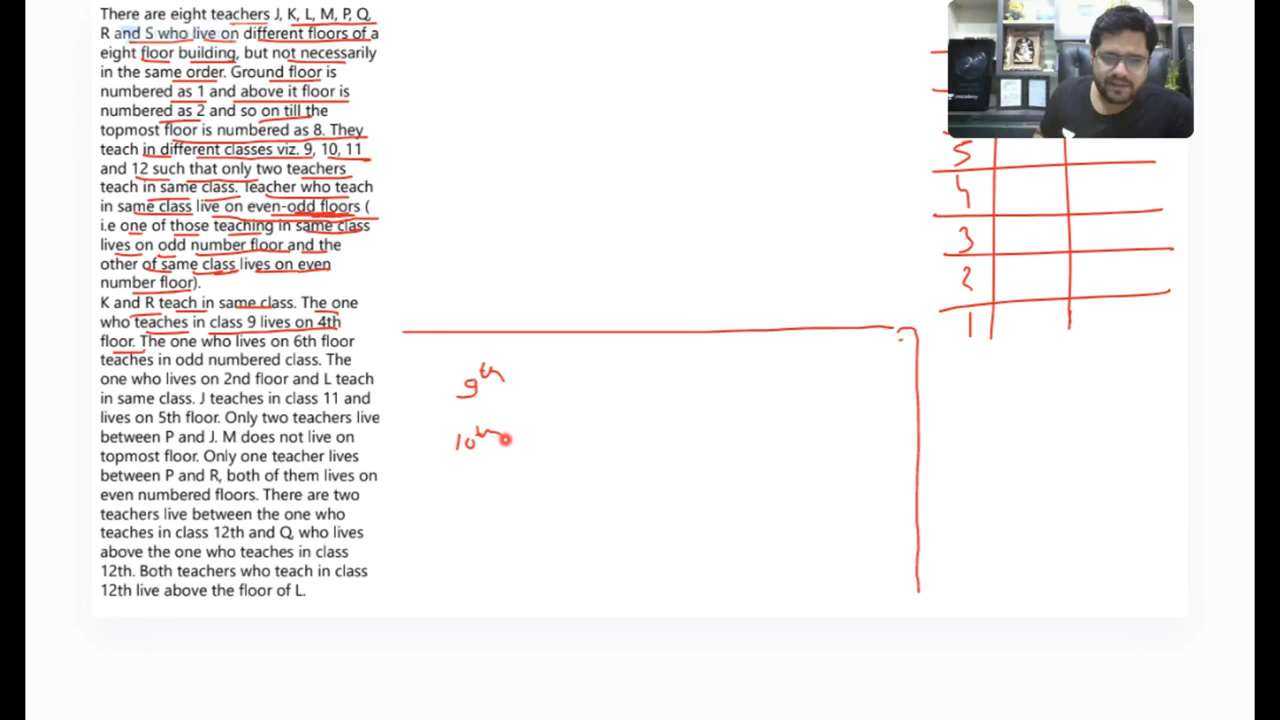 There are eight teachers J, K, L, M, P, Q,
R and S who live on different floors of a
eight floor building, but not necessarily
in the same order. Ground floor is
numbered as 1 and above it floor is
numbered as 2 and so on till the
topmost floor is numbered as 8. They
teach in different classes viz. 9, 10, 11
and 12 such that only two teachers
teach in same class. Teacher who teach
in same class live on even-odd floors (
i.e one of those teaching in same class
lives on odd number floor and the
other of same class lives on even
number floor).
K and R teach in same class. The one
who teaches in class 9 lives on 4th
floor. The one who lives on 6th floor
teaches in odd numbered class. The
one who lives on 2nd floor and L teach
in same class. J teaches in class 11 and
lives on 5th floor. Only two teachers live
between P and J. M does not live on
topmost floor. Only one teacher lives
between P and R, both of them lives on
even numbered floors. There are two
teachers live between the one who
teaches in class 12th and Q, who lives
above the one who teaches in class
12th. Both teachers who teach in class
12th live above the floor of L.
9th
10th
5
4
3
2
1